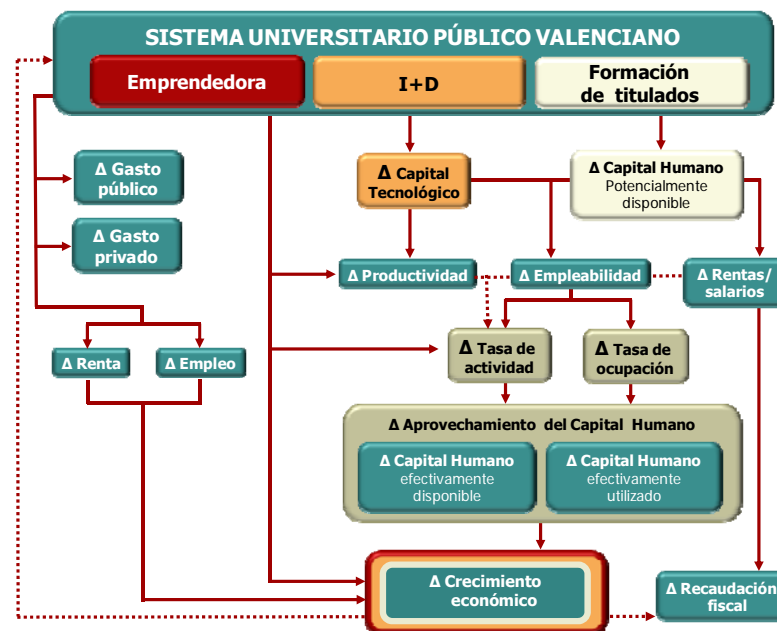 SISTEMA UNIVERSITARIO PÚBLICO VALENCIANO
Emprendedora
I+D
Formación
de titulados
Δ Gasto
público
Δ Gasto
privado
Δ Capital
Tecnológico
Δ Capital Humano
Potencialmente
disponible
Δ Productividad
Δ Empleabilidad
Δ Rentas/
salarios
Δ Renta
Δ Empleo
Δ Tasa de
actividad
Δ Tasa de
ocupación
Δ Aprovechamiento del Capital Humano
Δ Capital Humano
efectivamente
disponible
Δ Capital Humano
efectivamente
utilizado
Δ Crecimiento
económico
Δ Recaudación
fiscal